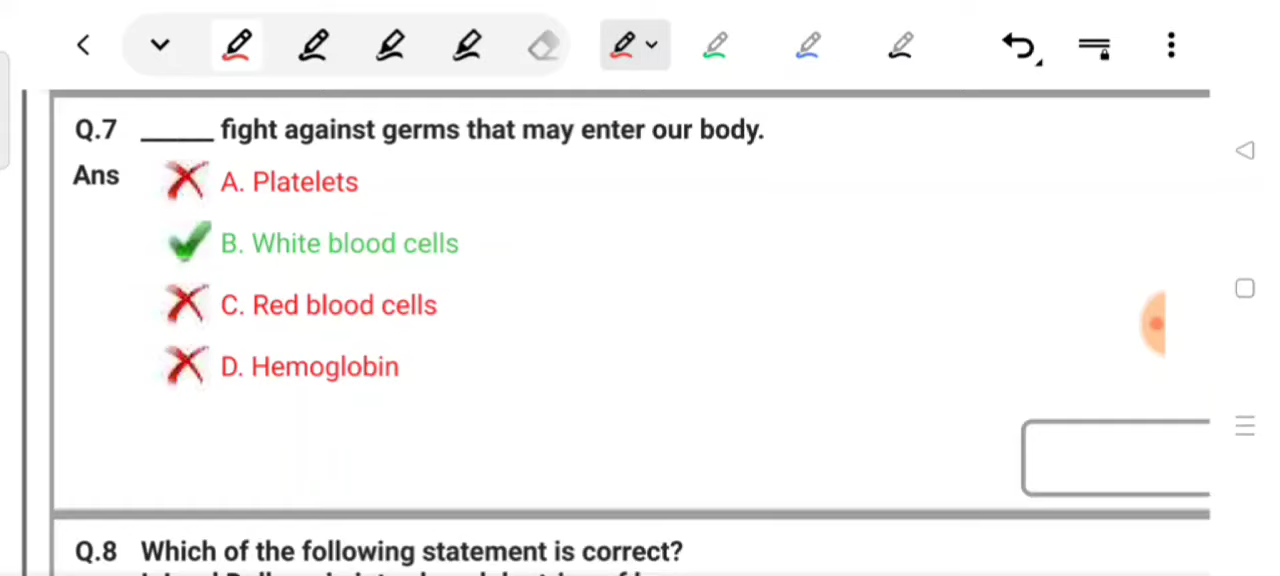 Q.7 _____ fight against germs that may enter our body.
Ans A. Platelets
B. White blood cells
C. Red blood cells
D. Hemoglobin
Q.8 Which of the following statement is correct?